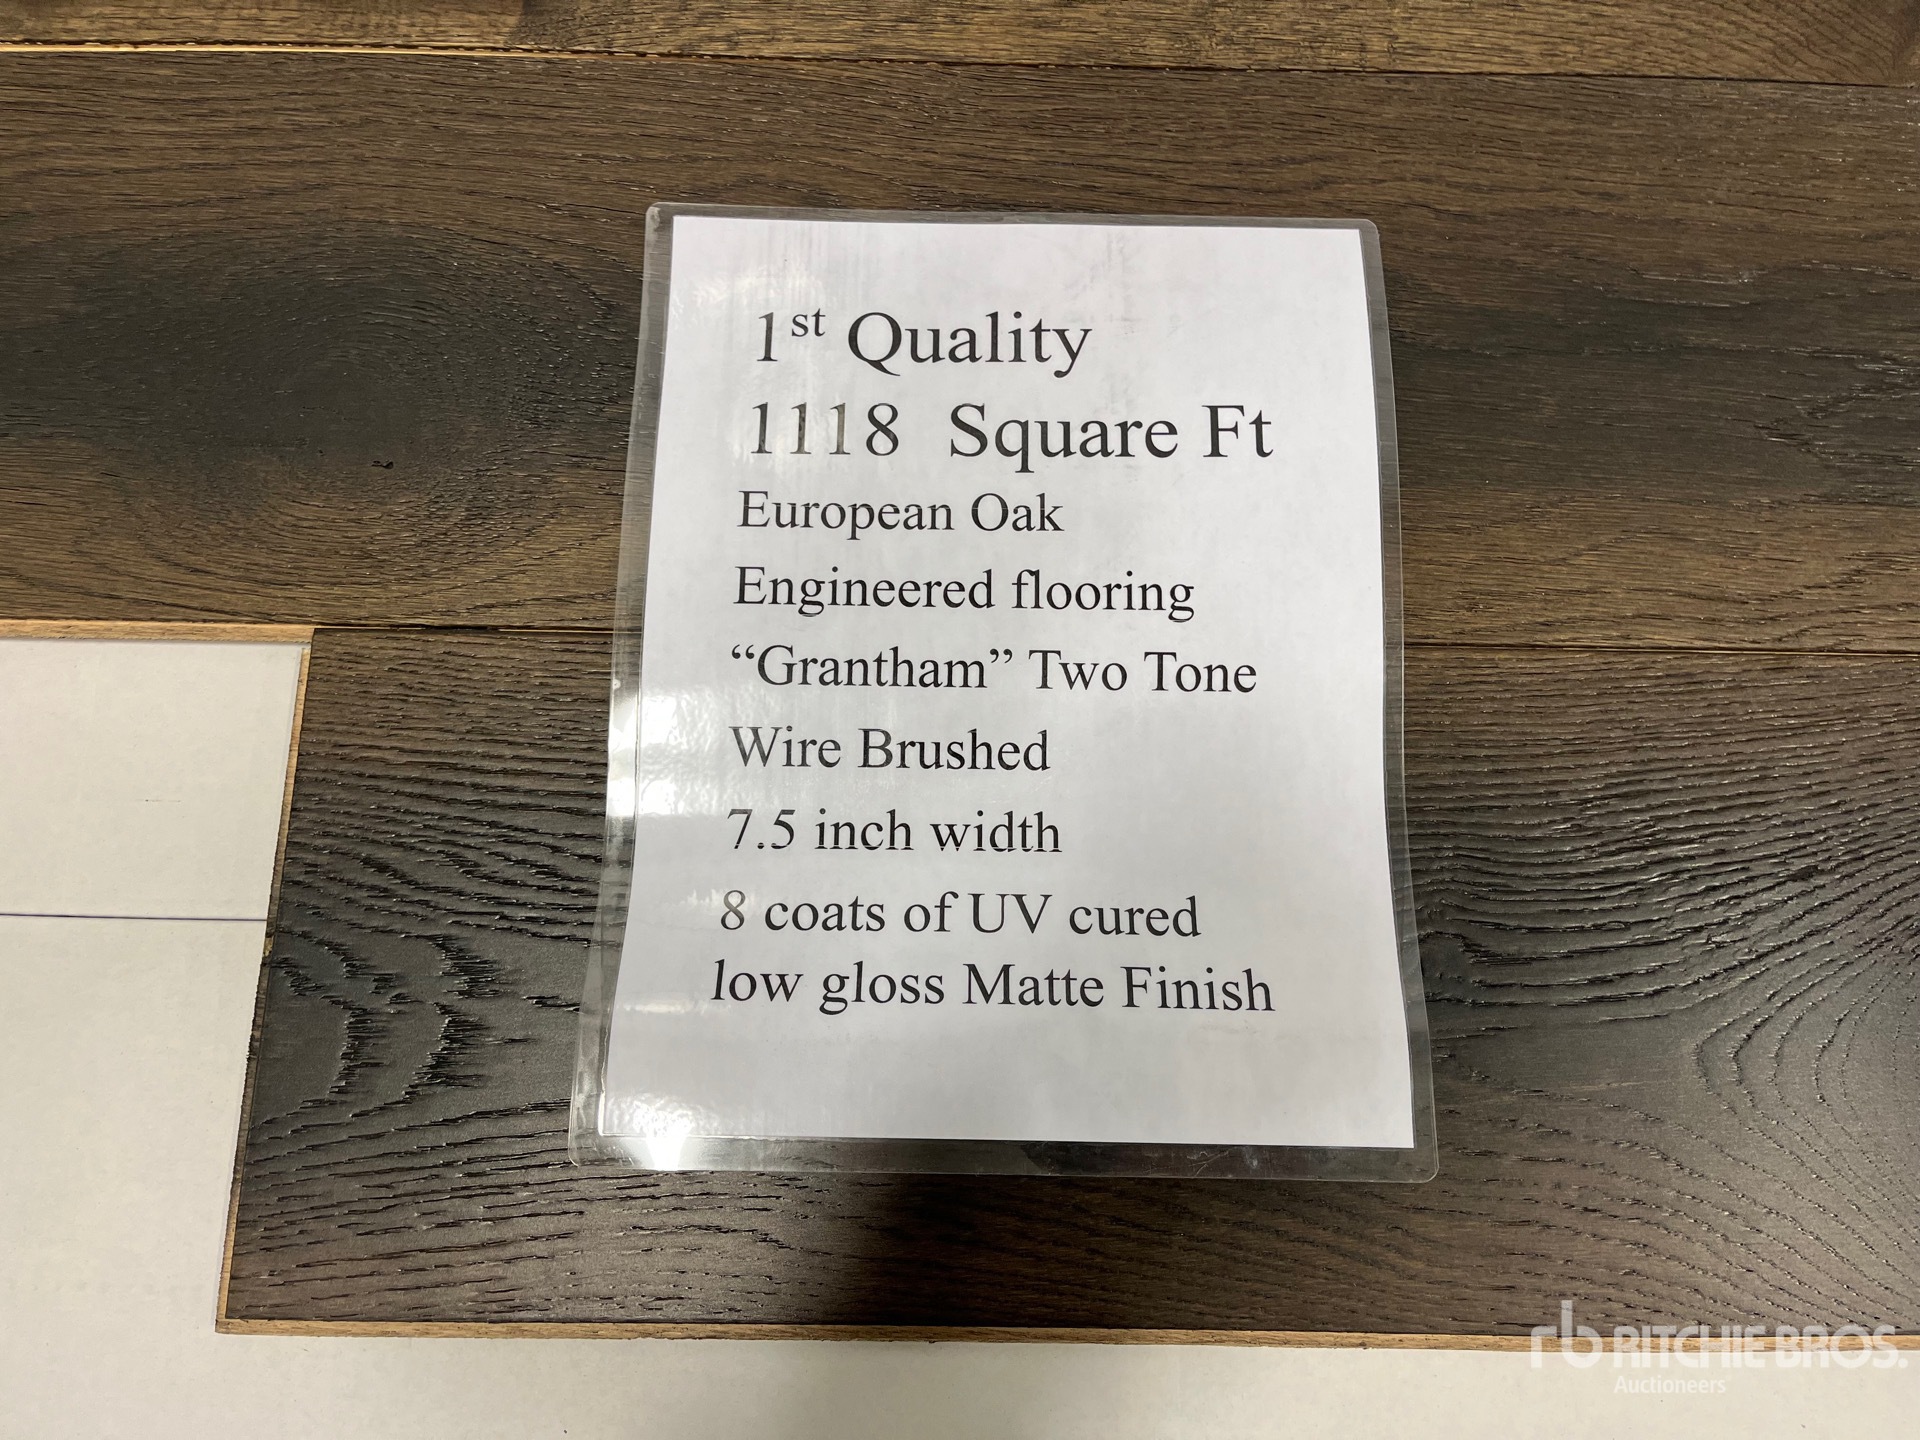 1st Quality
1118 Square Ft
European Oak
Engineered flooring
“Grantham” Two Tone
Wire Brushed
7.5 inch width
8 coats of UV cured
low gloss Matte Finish
rb RITCHIE BROS.
Auctioneers